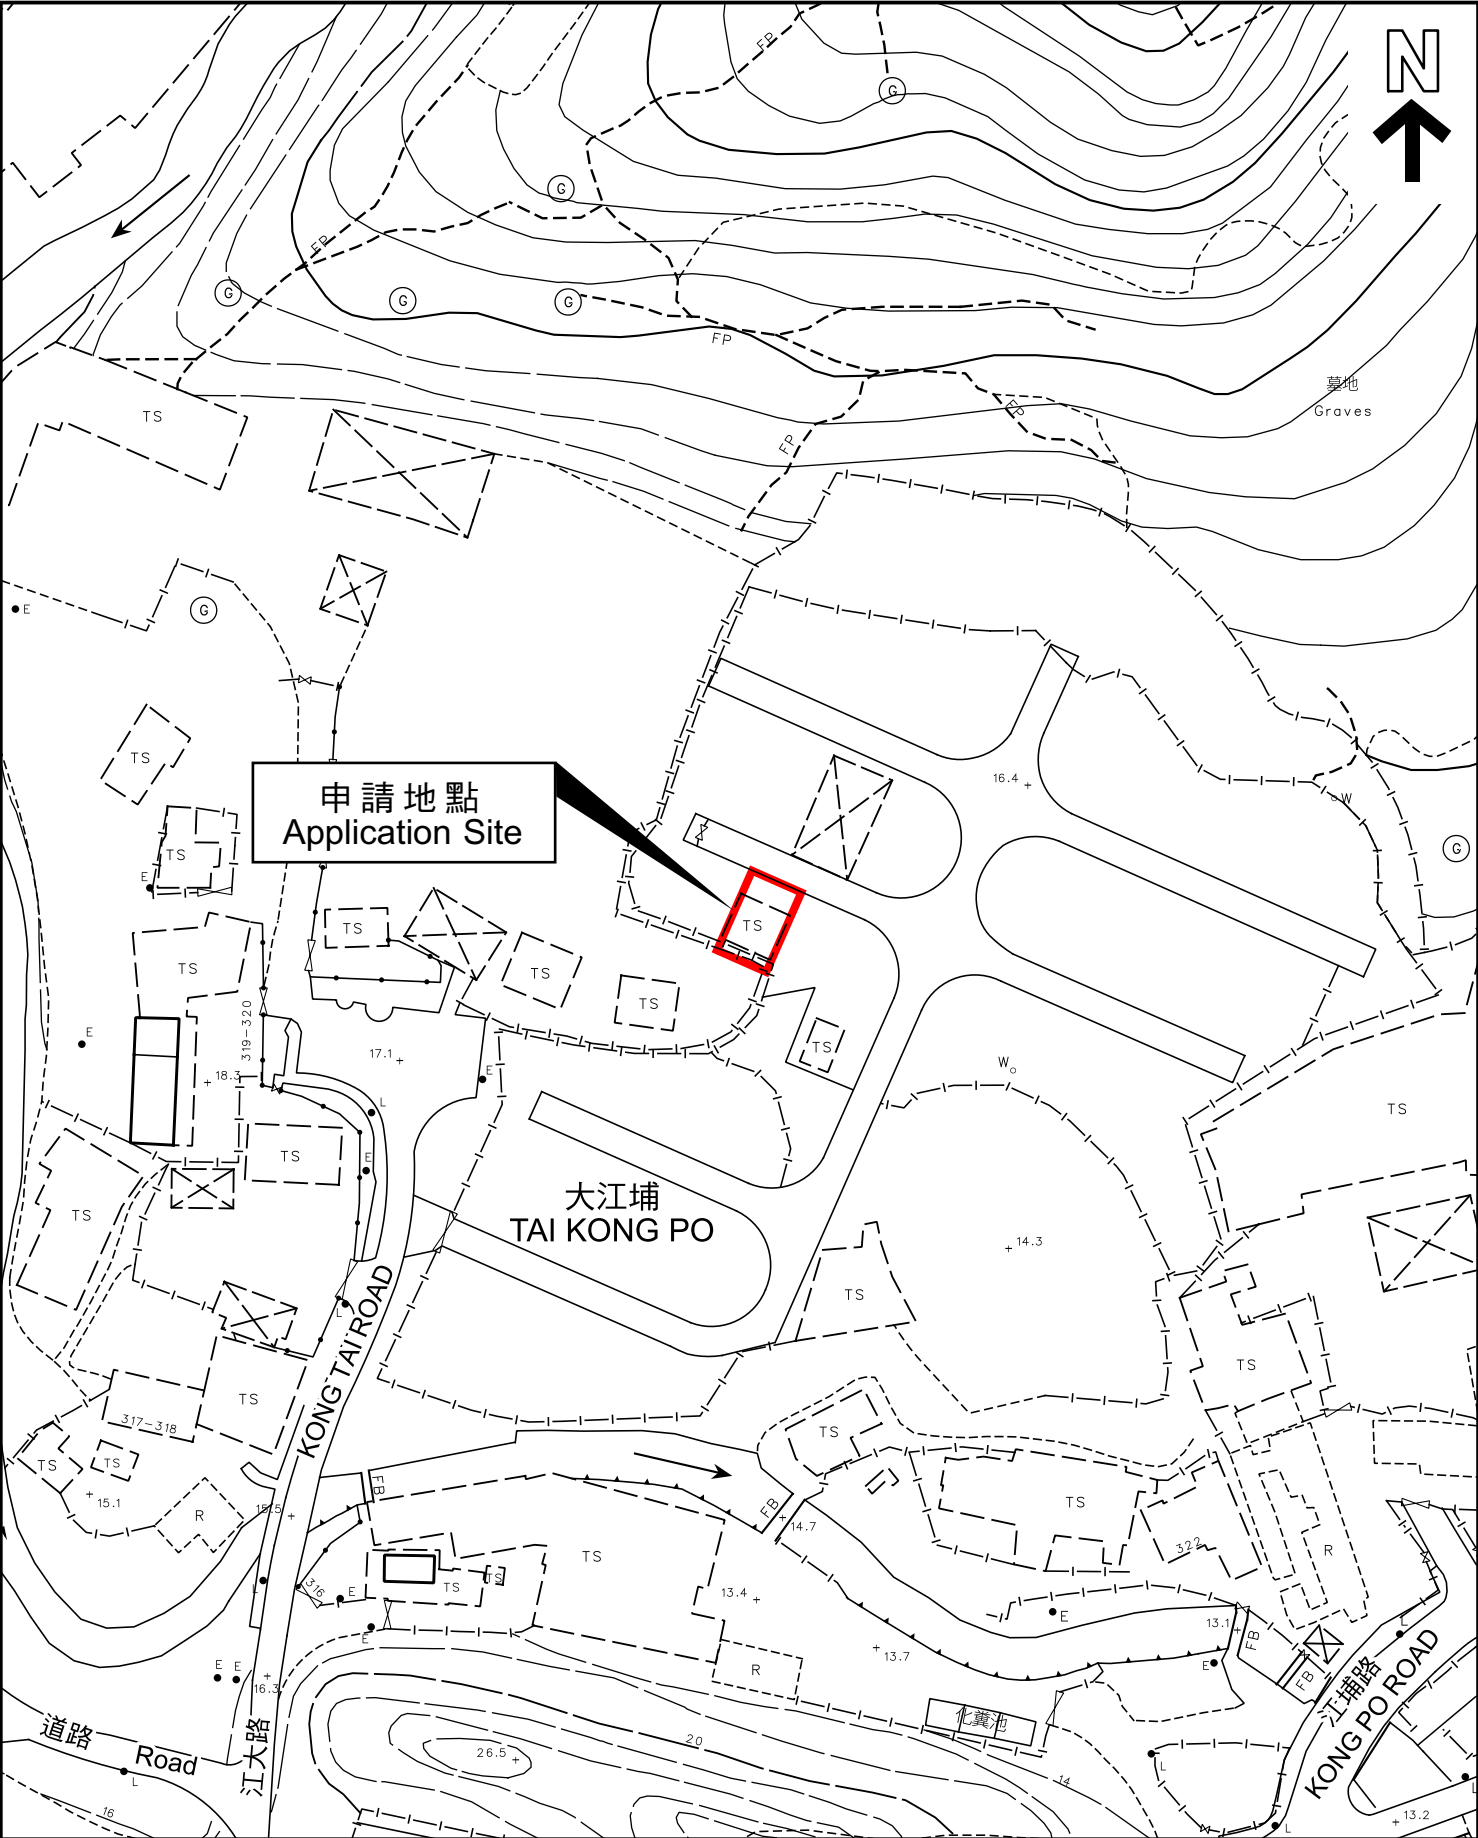 N
FP
G
G
FP
G
G
G
FP
墓地
Graves
FP
FP
TS
E
G
TS
16.4
W
申請地點
Application Site
TS
E
G
TS
TS
TS
TS
TS
TS
319-320
E
17.1
18.3
E
TS
W
L
TS
TS
E
TS
大江埔
TAI KONG PO
14.3
L
TS
KONG TAI ROAD
TS
TS
317-318
TS
TS
TS
15.1
R
15.5
FB
FB
14.7
TS
322
R
TS
TS
TS
316
E
L
E
13.4
E
13.1
FB
L
E
E
16.3
R
13.7
E
FB
化糞池
江埔路
KONG PO ROAD
道路
Road
江大路
26.5
20
14
L
16
L
L
L
13.2